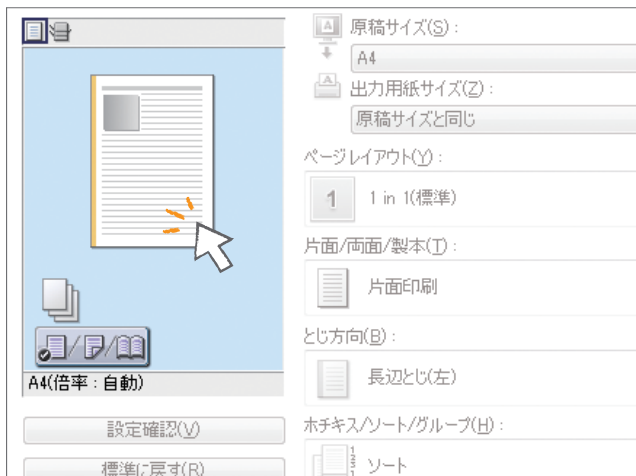 原稿サイズ(S) :
A4
出力用紙サイズ(Z) :
原稿サイズと同じ
ページレイアウト(Y) :
1
1 in 1(標準)
片面/両面/製本(T) :
片面印刷
とじ方向(B) :
長辺とじ(左)
ホチキス/ソート/グループ(H) :
ソート
A4(倍率 : 自動)
設定確認(V)
標準に戻す(R)